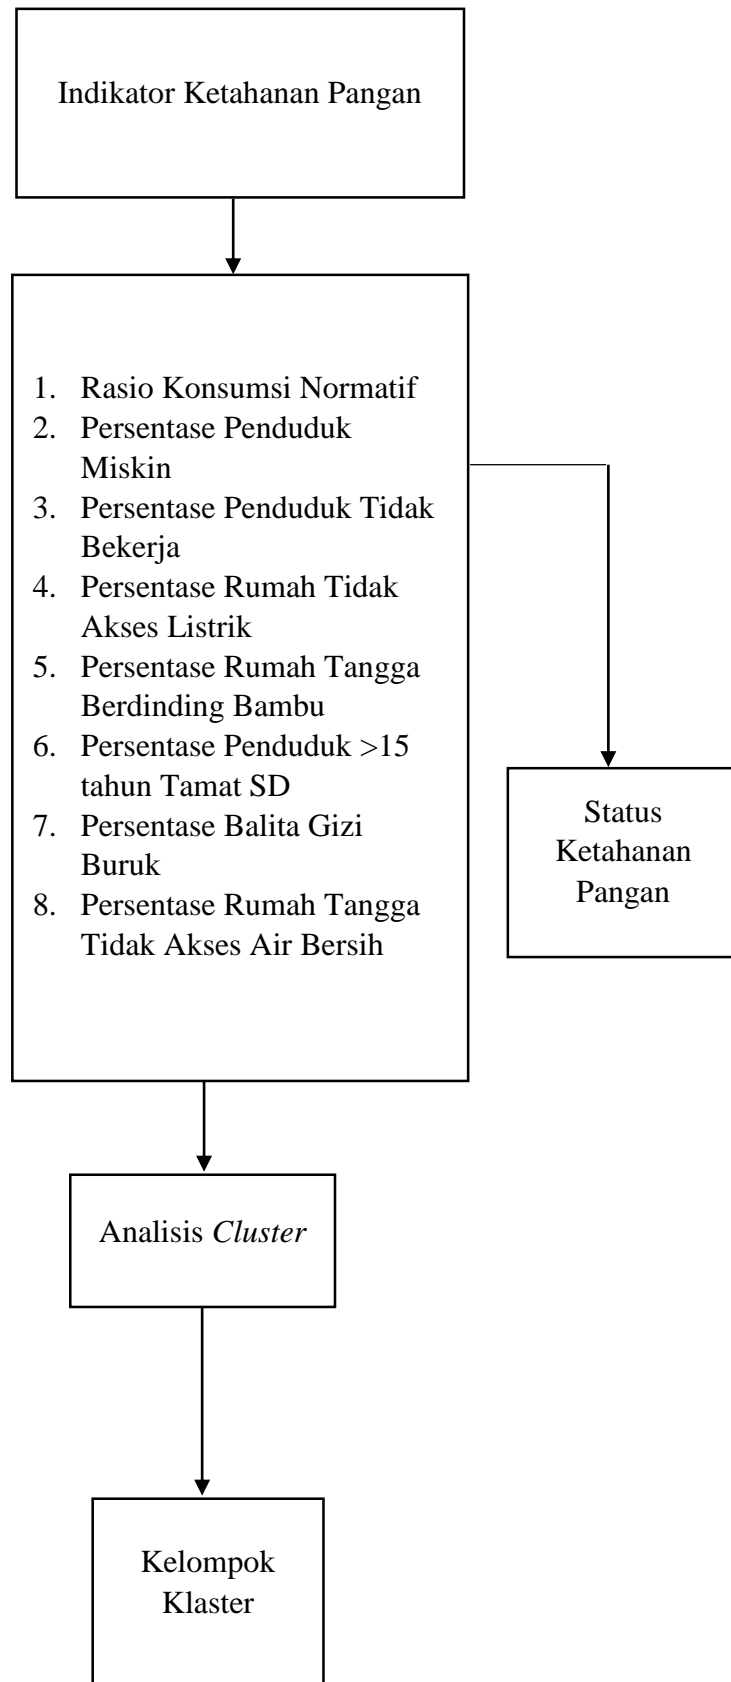 Indikator Ketahanan Pangan
1. Rasio Konsumsi Normatif
2. Persentase Penduduk
Miskin
3. Persentase Penduduk Tidak
Bekerja
4. Persentase Rumah Tidak
Akses Listrik
5. Persentase Rumah Tangga
Berdinding Bambu
6. Persentase Penduduk >15
tahun Tamat SD
7. Persentase Balita Gizi
Buruk
8. Persentase Rumah Tangga
Tidak Akses Air Bersih
Status
Ketahanan
Pangan
Analisis Cluster
Kelompok
Klaster